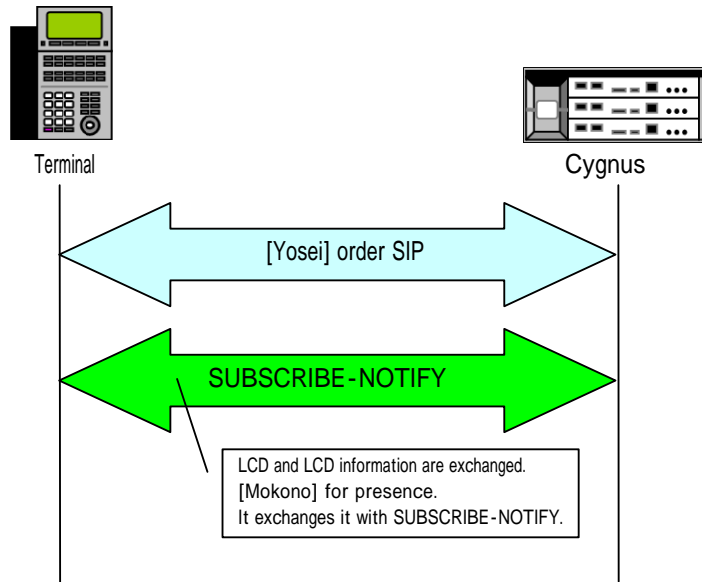 Terminal
Cygnus
[Yosei] order SIP
SUBSCRIBE-NOTIFY
LCD and LCD information are exchanged.
[Mokono] for presence.
It exchanges it with SUBSCRIBE-NOTIFY.